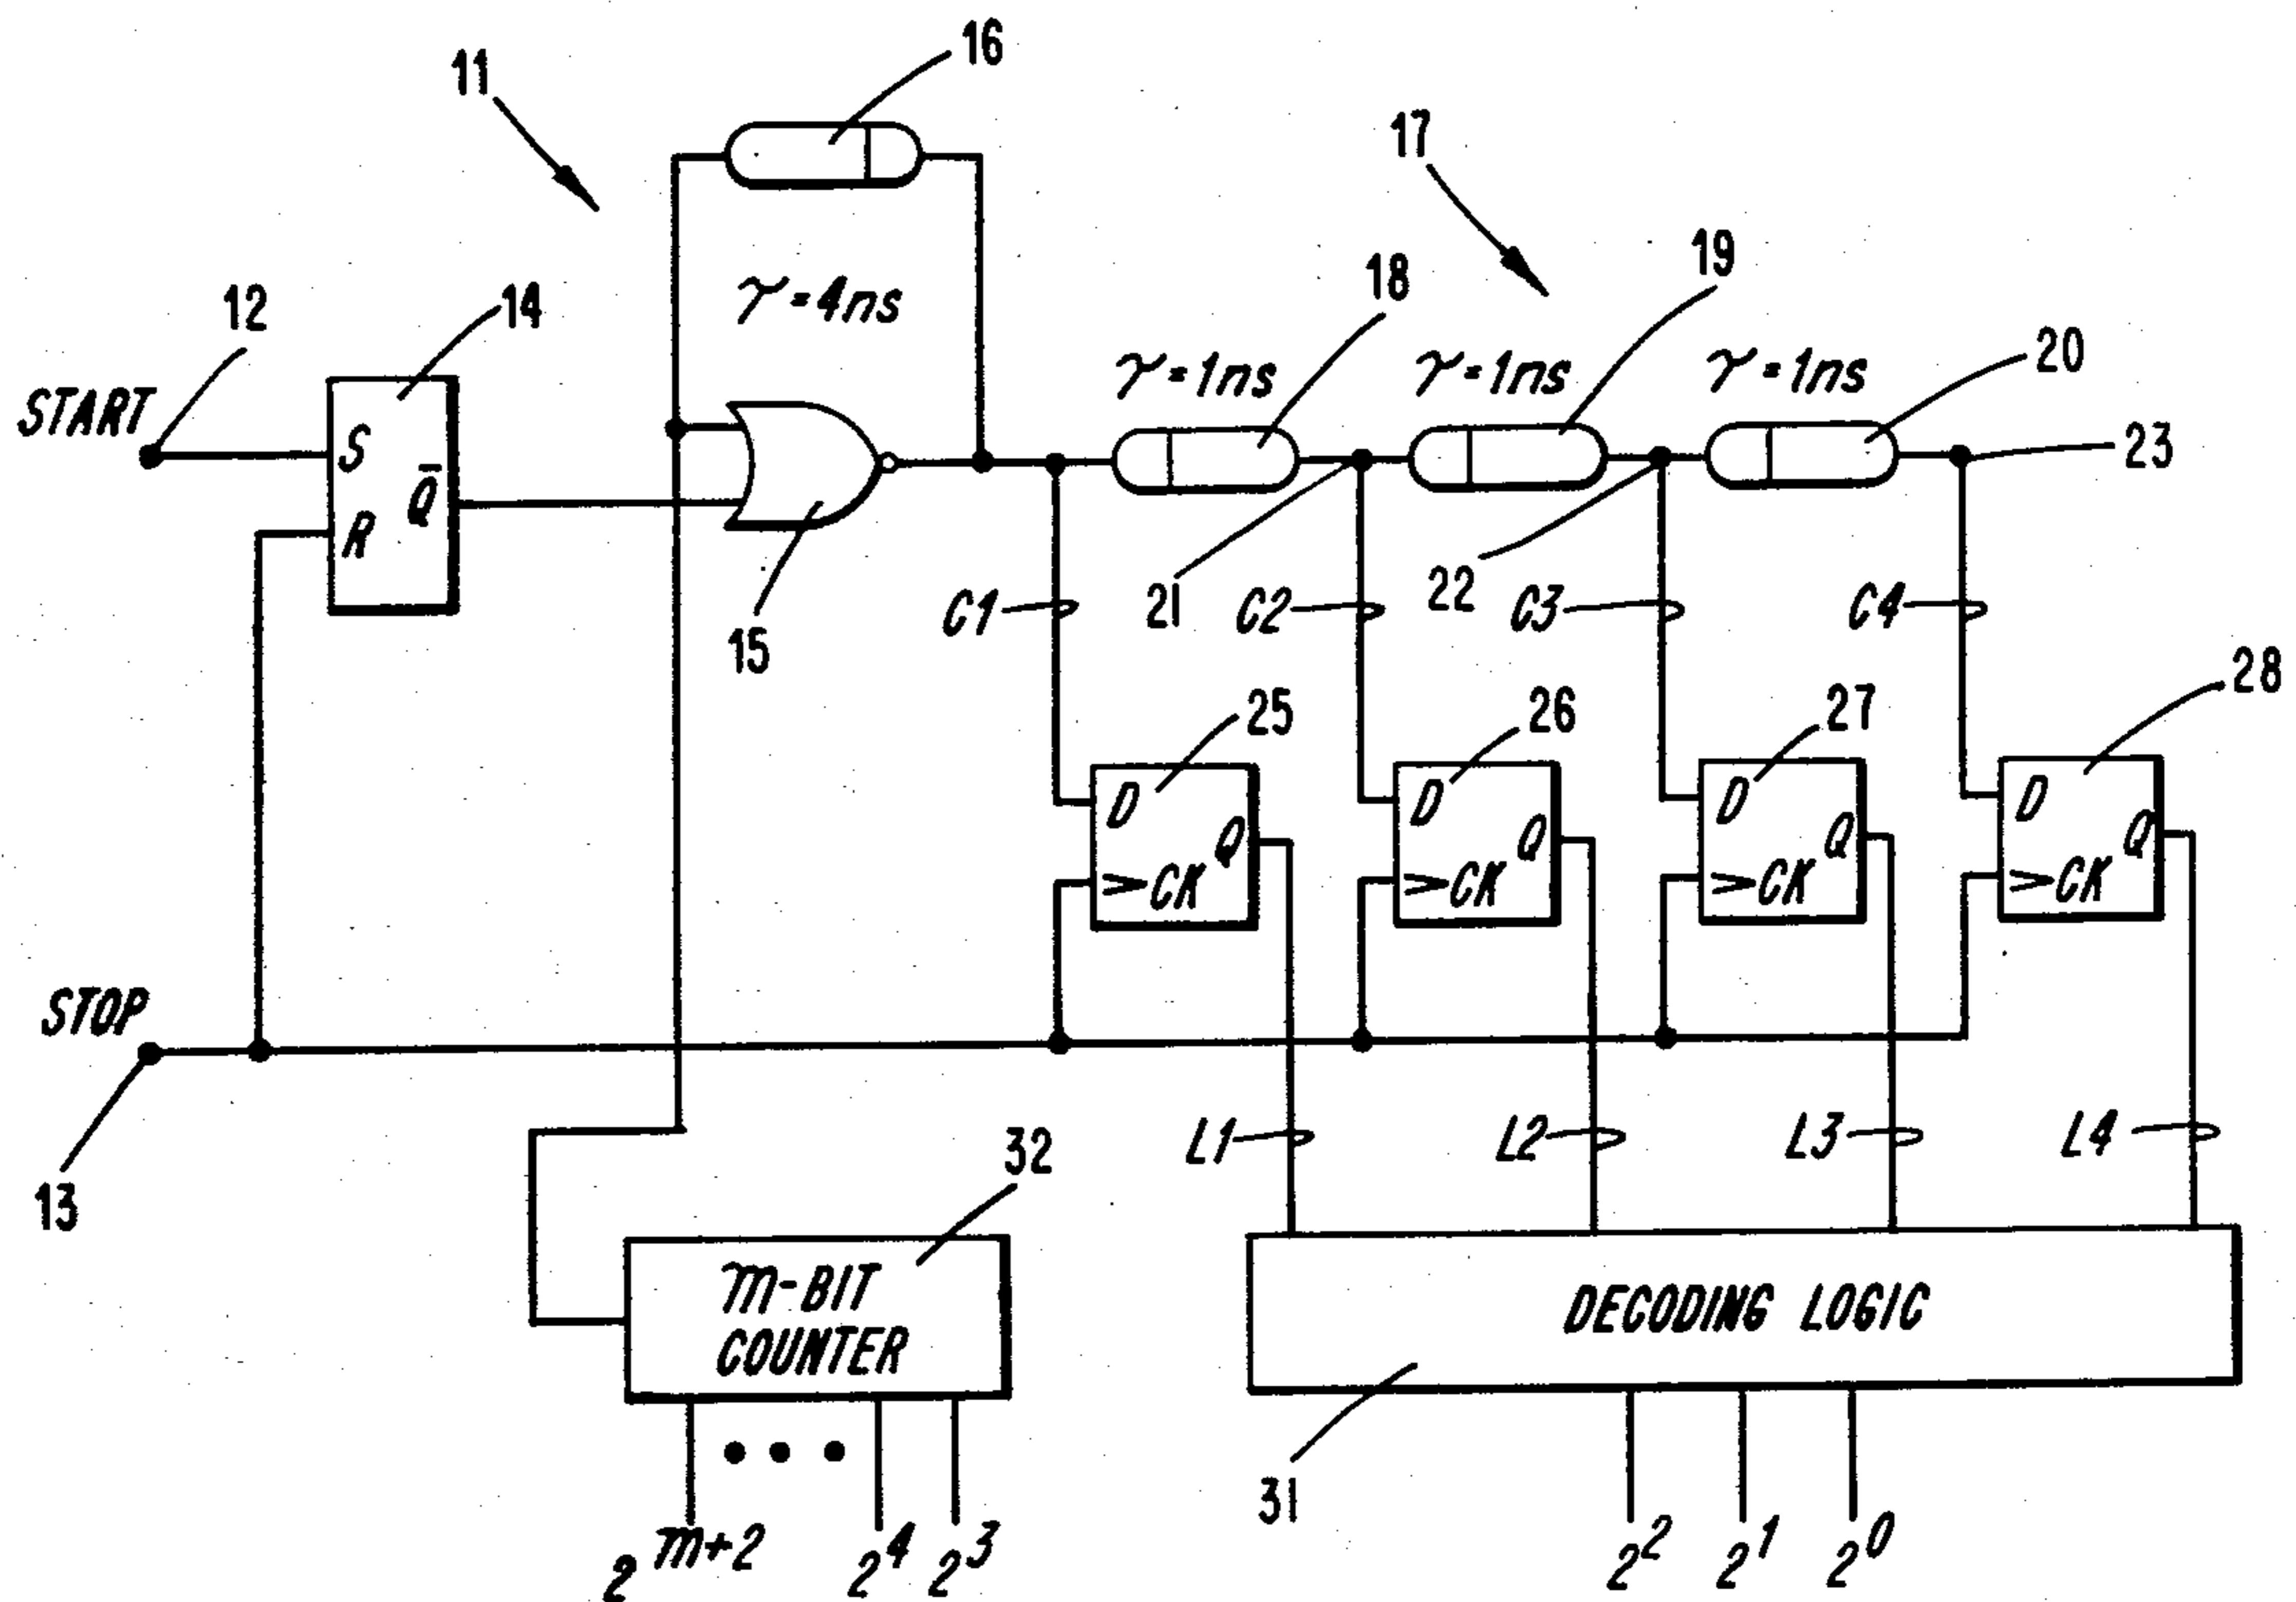 16
11
17
19
18
12
14
γ=4ns
20
γ=1ns
γ=1ns
γ=1ns
START
23
S
Q̄
R
21
22
C1
C2
C3
C4
15
28
25
26
27
D
D
D
D
Q
Q
Q
Q
>CK
>CK
>CK
>CK
STOP
L1
L2
L3
L4
32
13
m-BIT
COUNTER
DECODING LOGIC
31
2^m+2
2^4
2^3
2^2
2^1
2^0